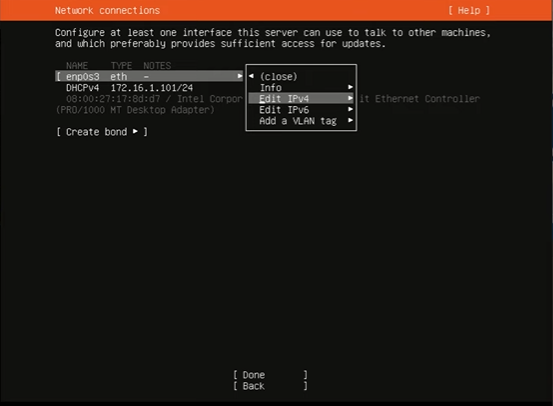 Network connections [ Help ]
Configure at least one interface this server can use to talk to other machines,
and which preferably provides sufficient access for updates.
NAME TYPE NOTES
[ enp0s3 eth - ▸
DHCPv4 172.16.1.101/24
08:00:27:17:8d:d7 / Intel Corpor it Ethernet Controller
(PRO/1000 MT Desktop Adapter)
◂ (close)
Info ▸
Edit IPv4 ▸
Edit IPv6 ▸
Add a VLAN tag ▸
[ Create bond ▸ ]
[ Done ]
[ Back ]